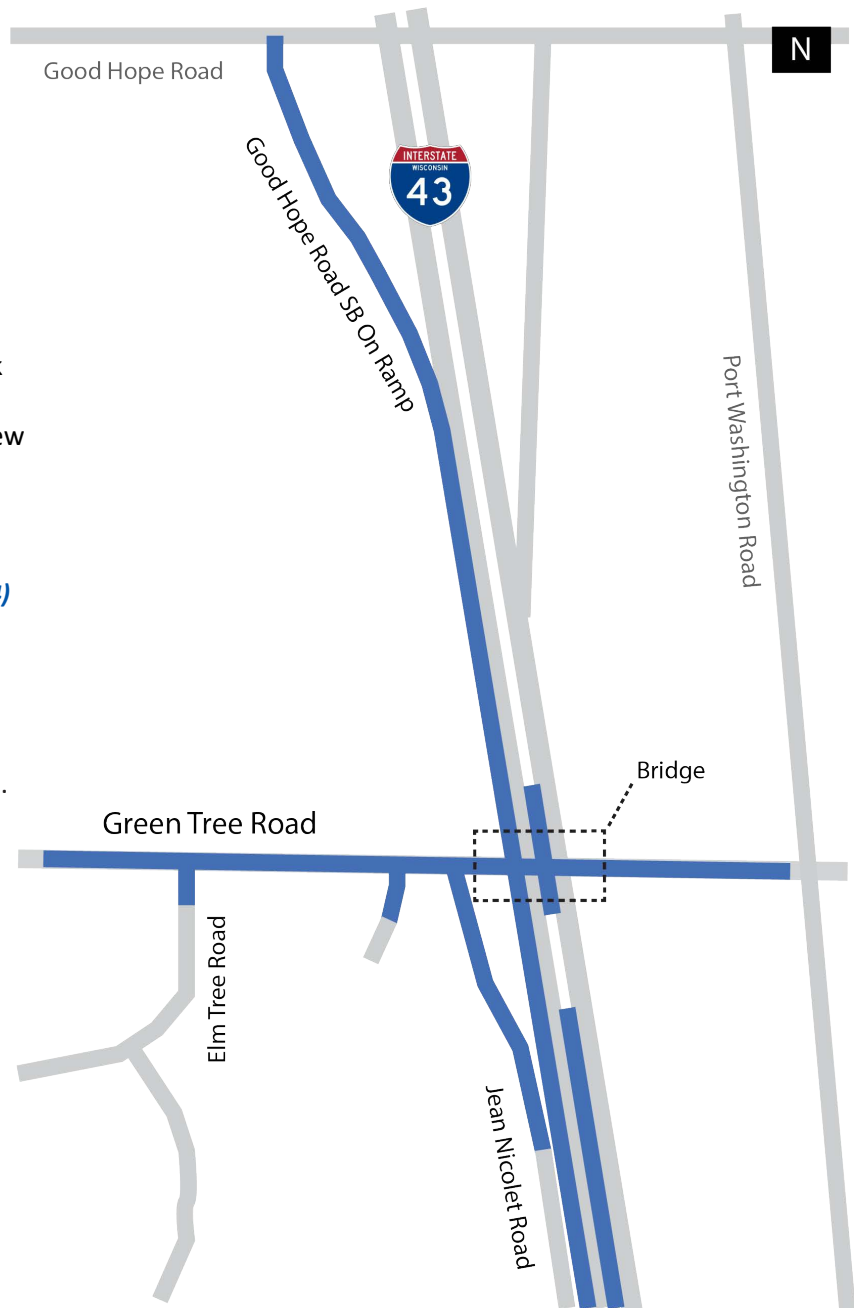 N
Good Hope Road
INTERSTATE
WISCONSIN
43
Good Hope Road SB On Ramp
Port Washington Road
Bridge
Green Tree Road
Elm Tree Road
Jean Nicolet Road